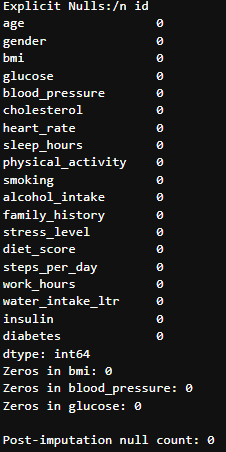 Explicit Nulls:/n id
age 0
gender 0
bmi 0
glucose 0
blood_pressure 0
cholesterol 0
heart_rate 0
sleep_hours 0
physical_activity 0
smoking 0
alcohol_intake 0
family_history 0
stress_level 0
diet_score 0
steps_per_day 0
work_hours 0
water_intake_ltr 0
insulin 0
diabetes 0
dtype: int64
Zeros in bmi: 0
Zeros in blood_pressure: 0
Zeros in glucose: 0
Post-imputation null count: 0